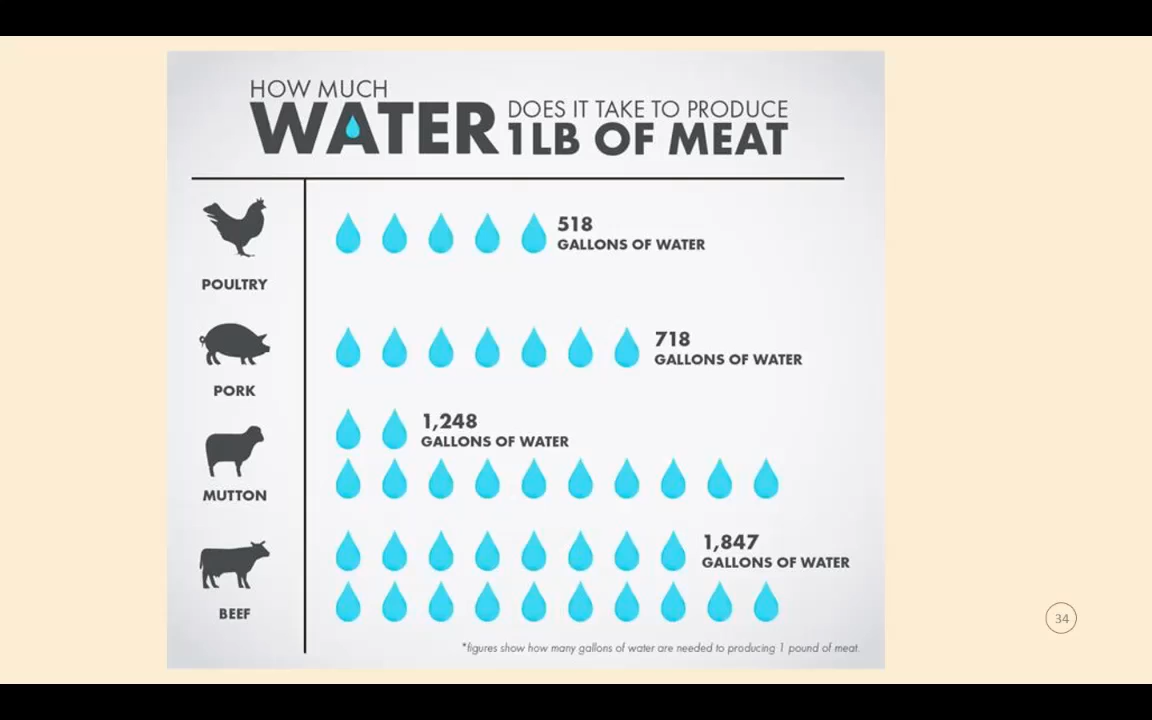 HOW MUCH
WATER
DOES IT TAKE TO PRODUCE
1LB OF MEAT
POULTRY
518
GALLONS OF WATER
PORK
718
GALLONS OF WATER
MUTTON
1,248
GALLONS OF WATER
BEEF
1,847
GALLONS OF WATER
*figures show how many gallons of water are needed to producing 1 pound of meat.
34